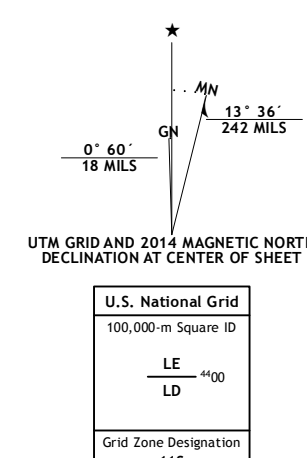 ★
MN
13° 36´
242 MILS
GN
0° 60´
18 MILS
UTM GRID AND 2014 MAGNETIC NORTH
DECLINATION AT CENTER OF SHEET
U.S. National Grid
100,000-m Square ID
LE
⁴⁴00
LD
Grid Zone Designation